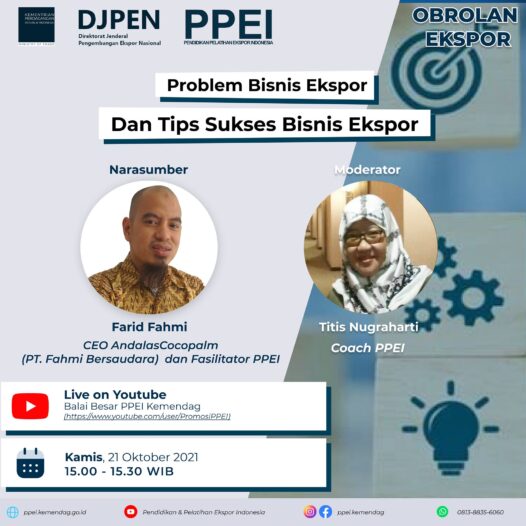 KEMENTERIAN
PERDAGANGAN
DJPEN
Direktorat Jenderal
Pengembangan Ekspor Nasional
PPEI
PENDIDIKAN PELATIHAN EKSPOR INDONESIA
OBROLAN
EKSPOR
Problem Bisnis Ekspor
Dan Tips Sukses Bisnis Ekspor
Narasumber
Moderator
Farid Fahmi
CEO AndalasCocopalm
(PT. Fahmi Bersaudara) dan Fasilitator PPEI
Titis Nugraharti
Coach PPEI
Live on Youtube
Balai Besar PPEI Kemendag
(https://www.youtube.com/user/PromosiPPEI)
Kamis, 21 Oktober 2021
15.00 - 15.30 WIB
ppei.kemendag.go.id
Pendidikan & Pelatihan Ekspor Indonesia
ppei.kemendag
0813-8835-6060